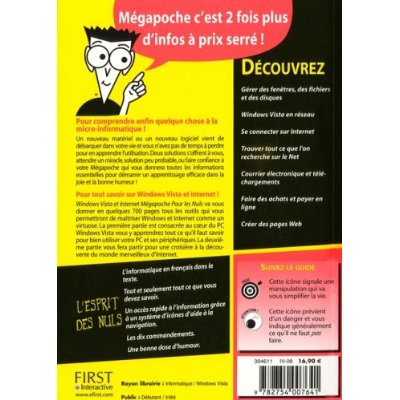 Mégapoche c'est 2 fois plus
d'infos à prix serré !
DÉCOUVREZ
Gérer des fenêtres, des fichiers
et des disques
Windows Vista en réseau
Se connecter sur Internet
Trouver tout ce que l'on
recherche sur le Net
Courrier électronique et télé-
chargements
Faire des achats et payer en
ligne
Créer des pages Web
Pour comprendre enfin quelque chose à la
micro-informatique !
Un nouveau matériel ou un nouveau logiciel vient de
débarquer dans votre vie et vous n'avez pas de temps à perdre
pour en apprendre l'utilisation. Deux solutions s'offrent à vous,
attendre un miracle, solution peu probable, ou faire confiance à
votre Mégapoche qui vous donnera toutes les informations
essentielles pour démarrer un apprentissage efficace dans la
joie et la bonne humeur !
Pour tout savoir sur Windows Vista et Internet !
Windows Vista et Internet Mégapoche Pour les Nuls va vous
donner en quelques 700 pages tous les outils qui vous
permettront de maîtriser Windows et Internet comme un
virtuose. La première partie est consacrée au cœur du PC
Windows Vista vous y apprendrez tout ce qu'il faut savoir
pour bien utiliser votre PC et ses périphériques. La deuxiè-
me partie vous fera partir pour une croisière à la découverte
du monde merveilleux d'internet.
L'ESPRIT
DES NULS
L'informatique en français dans le
texte.
Tout et seulement tout ce que vous
devez savoir.
Un accès rapide à l'information grâce
à un système d'icônes d'aide à la
navigation.
Les dix commandements.
Une bonne dose d'humour.
SUIVEZ LE GUIDE
Cette icône signale une
manipulation qui va
vous simplifier la vie.
ATTENTION !
Cette icône prévient
d'un danger et vous
indique généralement
ce qu'il ne faut pas
faire.
FIRST
Interactive
www.efirst.com
Rayon librairie : Informatique / Windows Vista
Public : Débutant / Initié
394011 IV-08 16,90 €
9 782754 007641